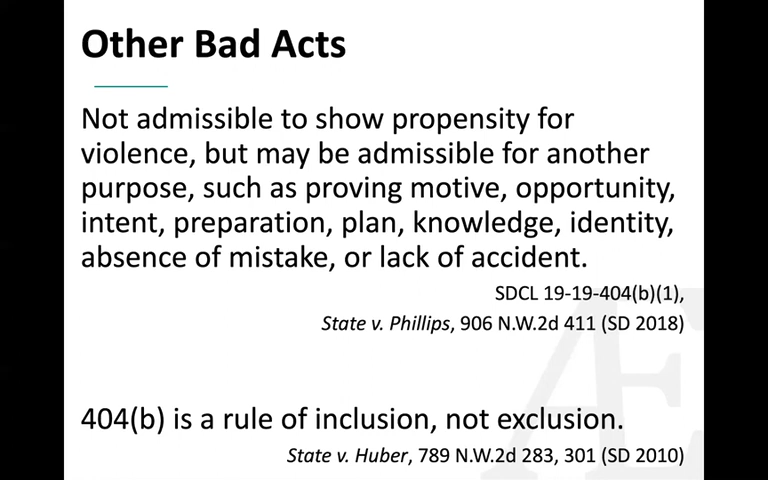 Other Bad Acts
Not admissible to show propensity for
violence, but may be admissible for another
purpose, such as proving motive, opportunity,
intent, preparation, plan, knowledge, identity,
absence of mistake, or lack of accident.
SDCL 19-19-404(b)(1),
State v. Phillips, 906 N.W.2d 411 (SD 2018)
404(b) is a rule of inclusion, not exclusion.
State v. Huber, 789 N.W.2d 283, 301 (SD 2010)
Æ